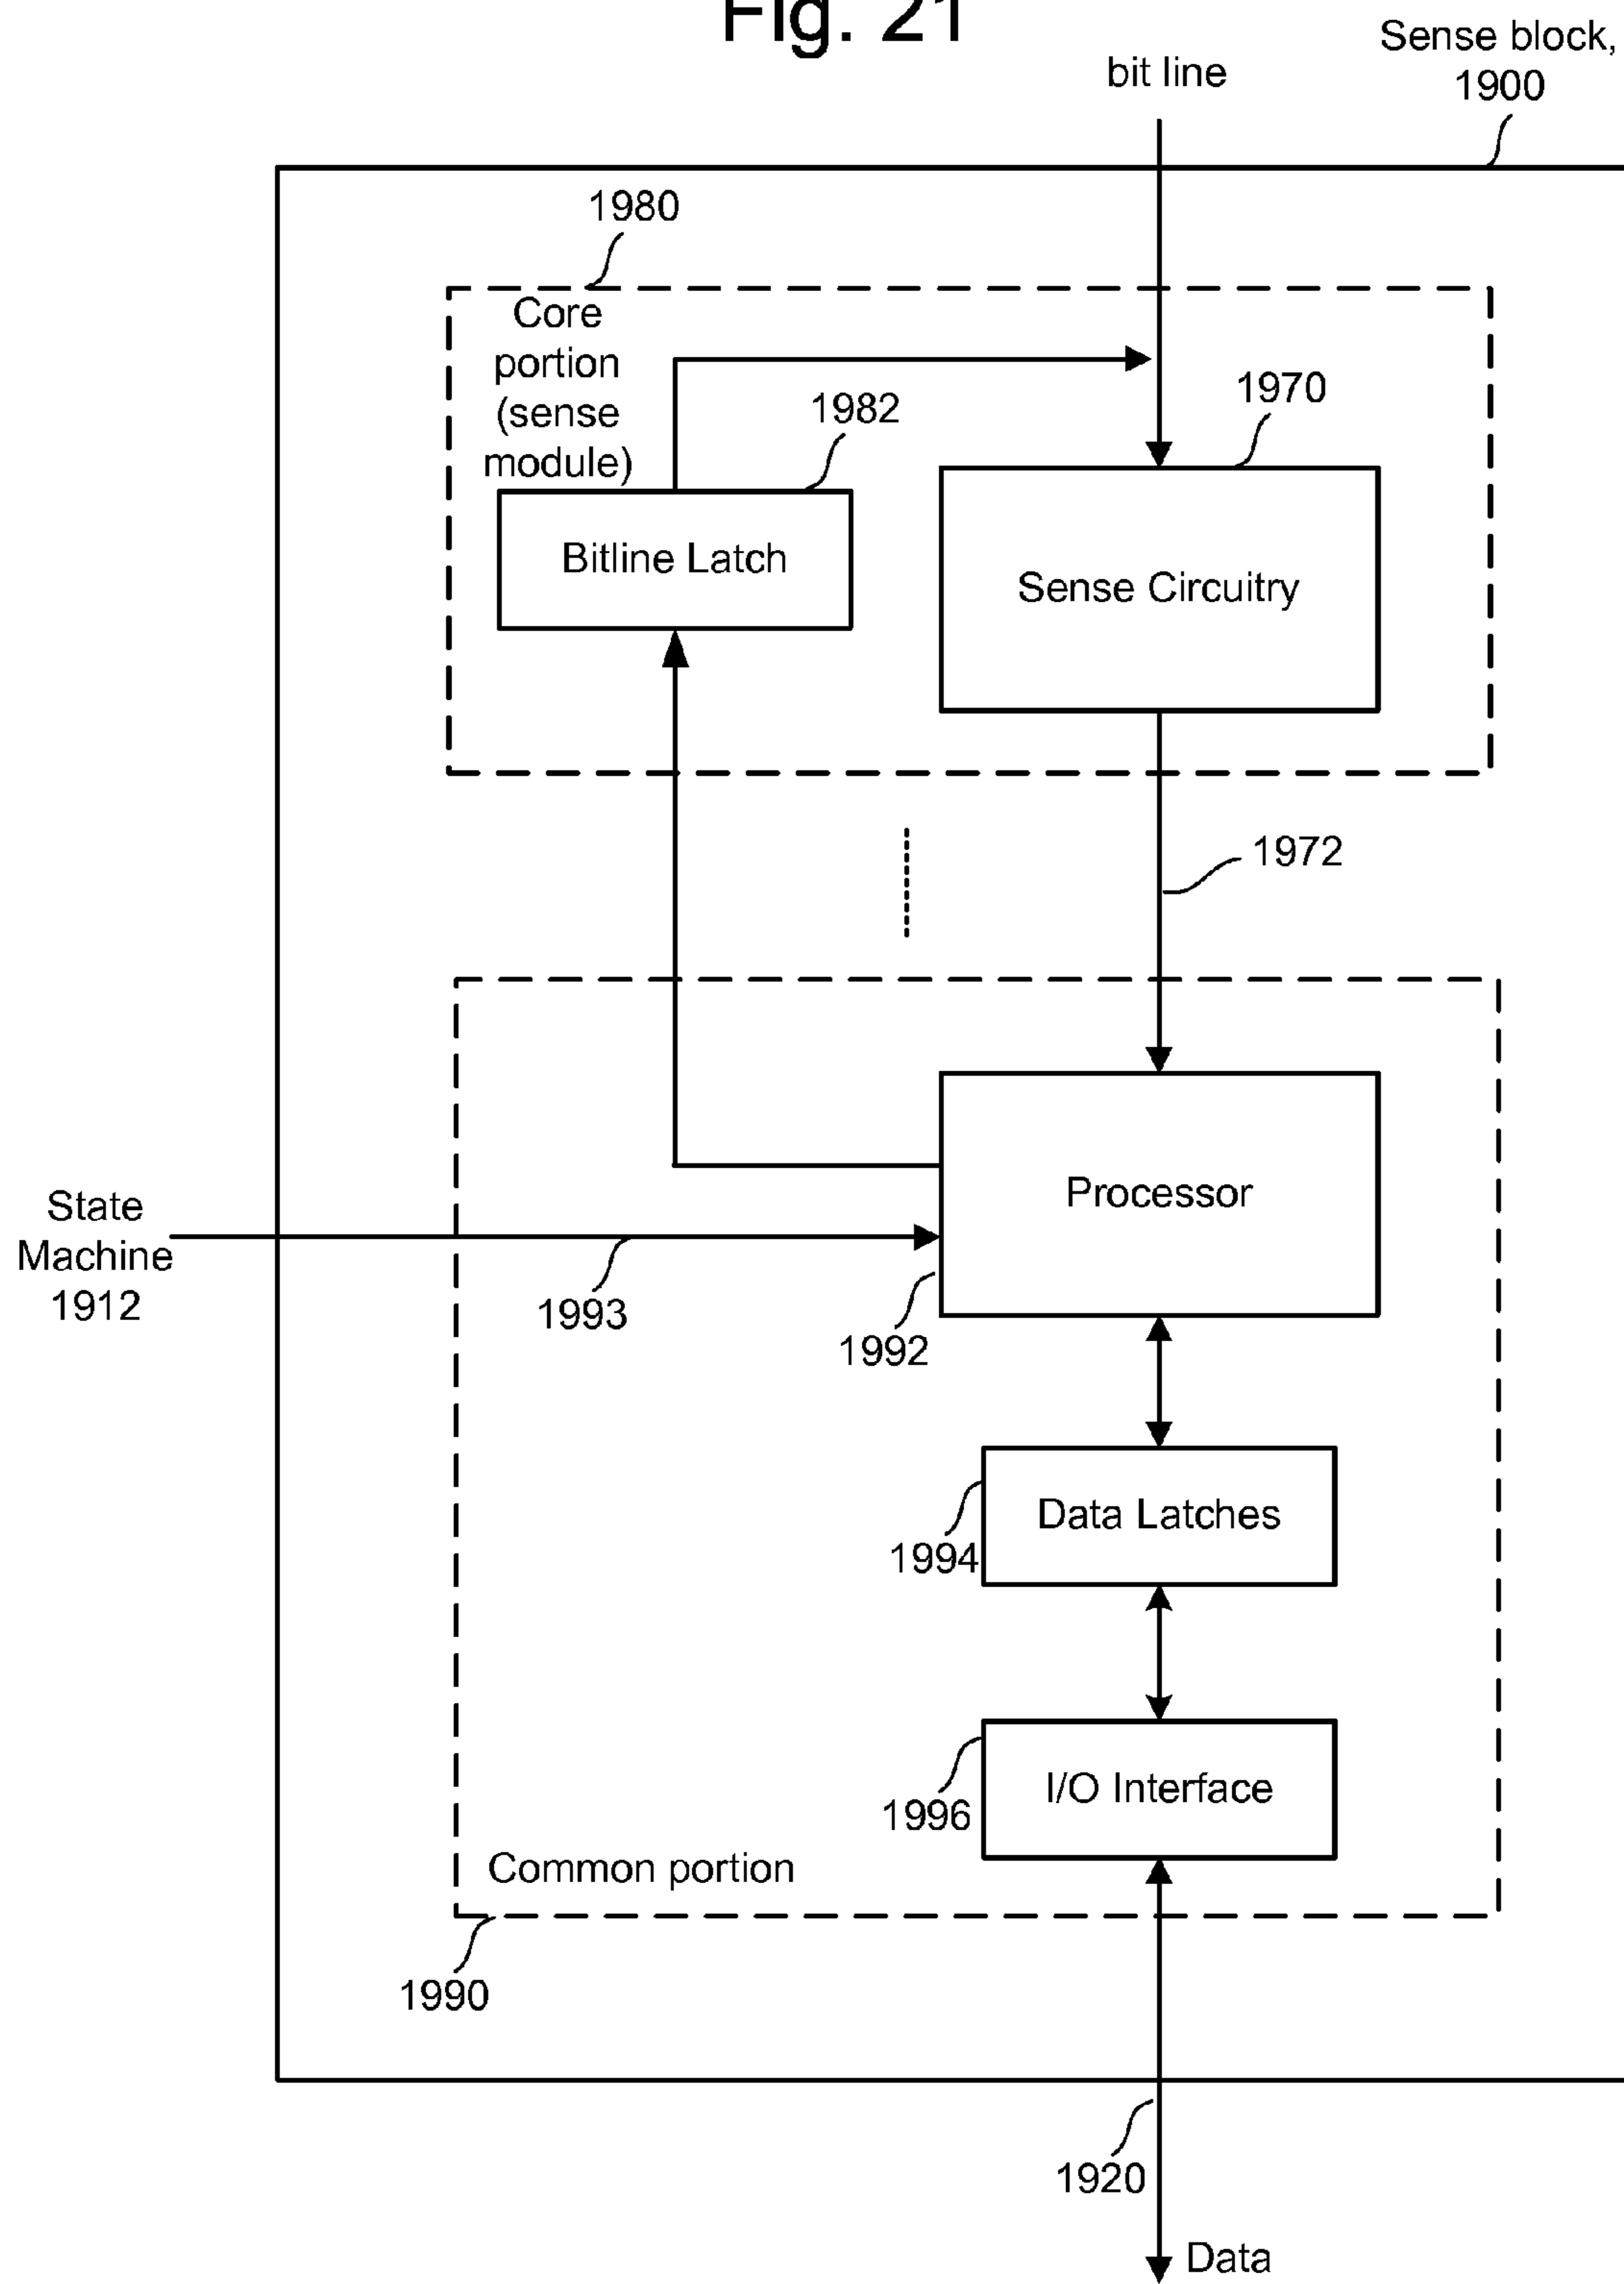 Fig. 21
Sense block,
1900
bit line
1980
Core
portion
(sense
module)
1982
1970
Bitline Latch
Sense Circuitry
1972
Processor
State
Machine
1912
1993
1992
Data Latches
1994
I/O Interface
1996
Common portion
1990
1920
Data